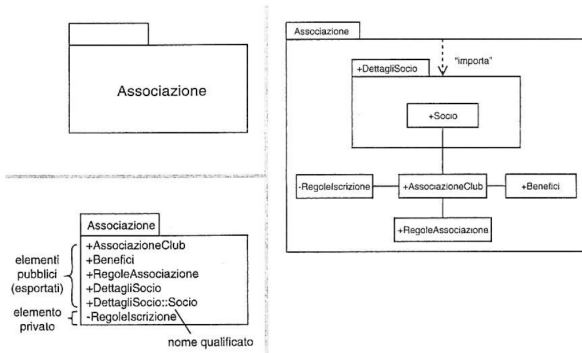 Associazione
Associazione
+AssociazioneClub
+Benefici
+RegoleAssociazione
+DettagliSocio
+DettagliSocio::Socio
-RegoleIscrizione
elementi
pubblici
(esportati)
elemento
privato
nome qualificato
Associazione
"importa"
+DettagliSocio
+Socio
-RegoleIscrizione
+AssociazioneClub
+Benefici
+RegoleAssociazione